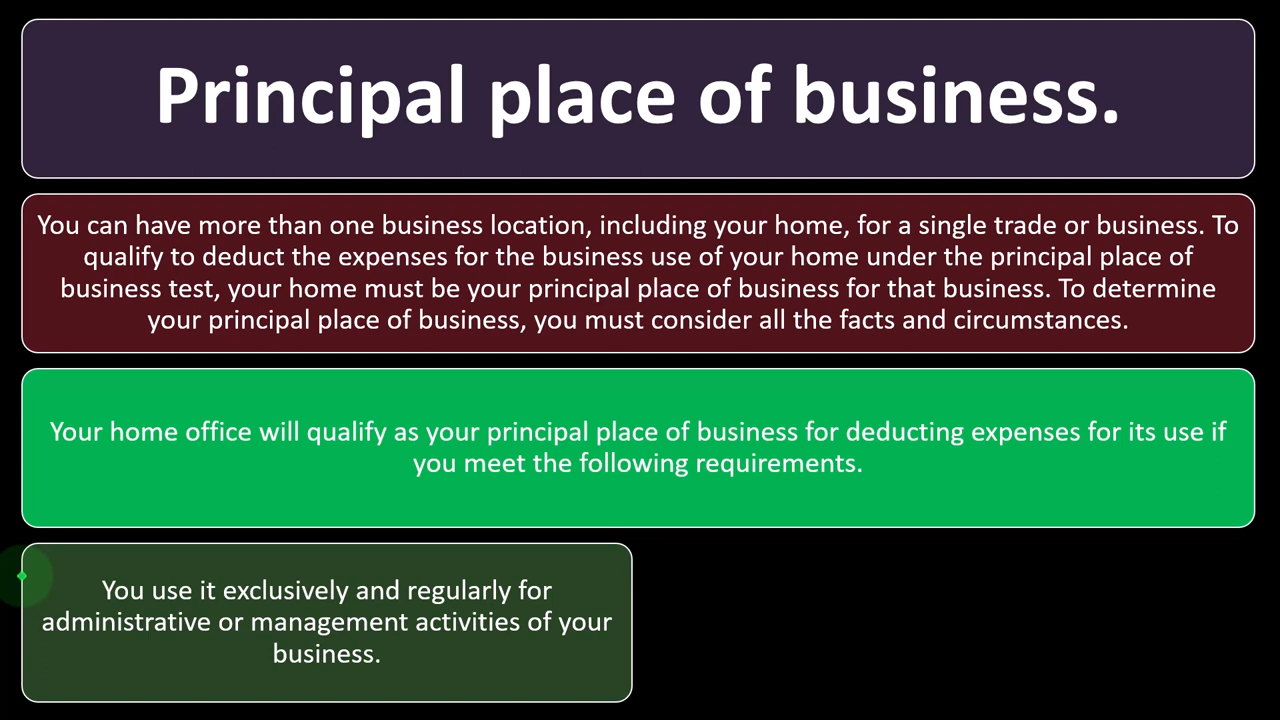 Principal place of business.
You can have more than one business location, including your home, for a single trade or business. To
qualify to deduct the expenses for the business use of your home under the principal place of
business test, your home must be your principal place of business for that business. To determine
your principal place of business, you must consider all the facts and circumstances.
Your home office will qualify as your principal place of business for deducting expenses for its use if
you meet the following requirements.
You use it exclusively and regularly for
administrative or management activities of your
business.